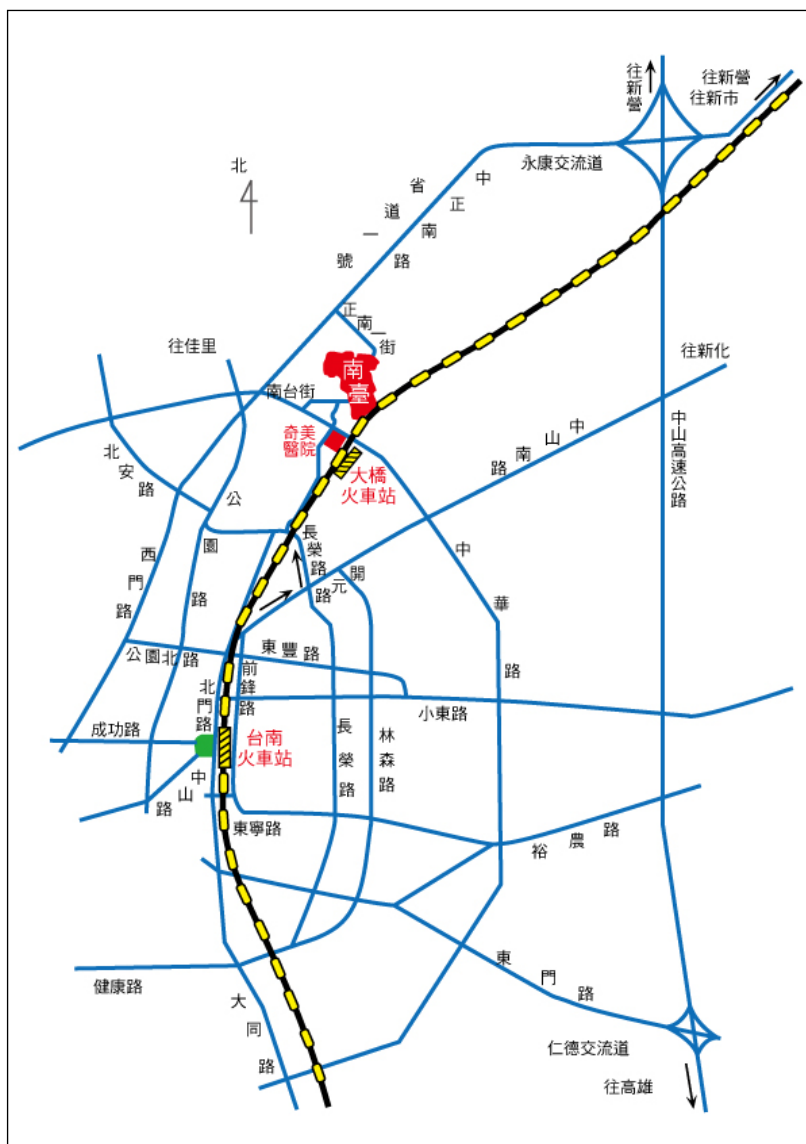 往新營
往新營
往新市
永康交流道
北
省道一號
中正南路
正南一街
往佳里
南台街
南臺
往新化
奇美
醫院
大橋
火車站
中山南路
中山高速公路
北安路
公園路
西門路
長榮路
開元路
中華路
公園北路
東豐路
北門路
前鋒路
小東路
成功路
台南
火車站
長榮路
林森路
中山路
東寧路
裕農路
健康路
大同路
東門路
仁德交流道
往高雄